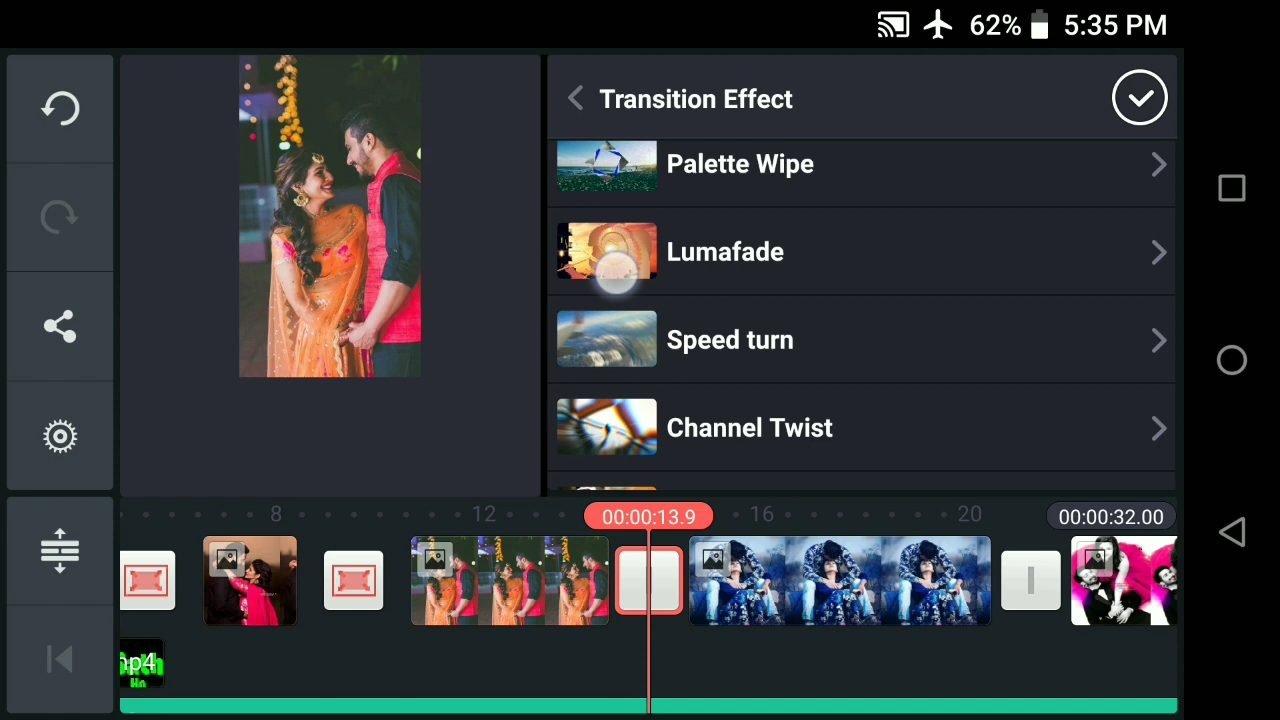 62% 5:35 PM
Transition Effect
Palette Wipe
Lumafade
Speed turn
Channel Twist
8
12
00:00:13.9
16
20
00:00:32.00
mp4